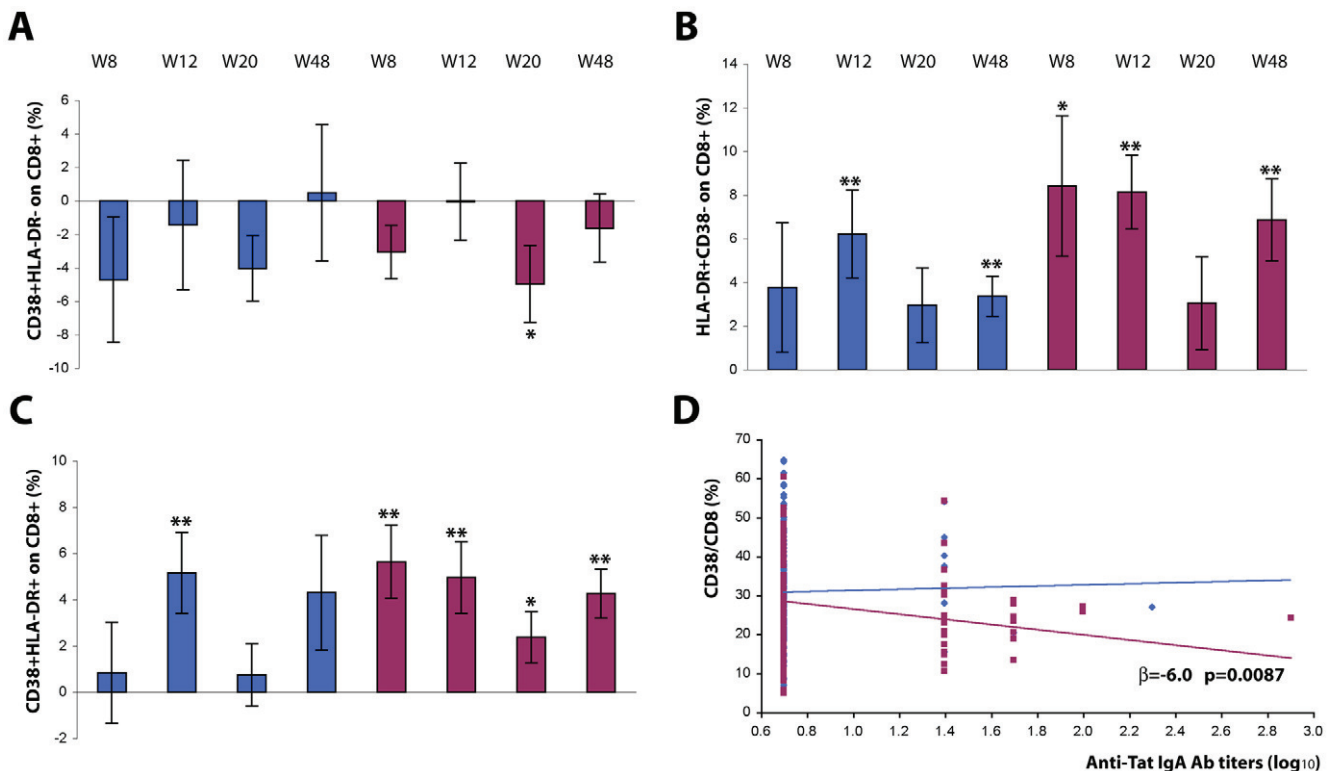 A
W8 W12 W20 W48 W8 W12 W20 W48
CD38+HLA-DR- on CD8+ (%)
6
4
2
0
-2
-4
-6
-8
-10
*
B
W8 W12 W20 W48 W8 W12 W20 W48
HLA-DR+CD38- on CD8+ (%)
14
12
10
8
6
4
2
0
** ** * ** **
C
CD38+HLA-DR+ on CD8+ (%)
10
8
6
4
2
0
-2
** ** ** * **
D
CD38/CD8 (%)
70
60
50
40
30
20
10
0
β=-6.0 p=0.0087
0.6 0.8 1.0 1.2 1.4 1.6 1.8 2.0 2.2 2.4 2.6 2.8 3.0
Anti-Tat IgA Ab titers (log10)